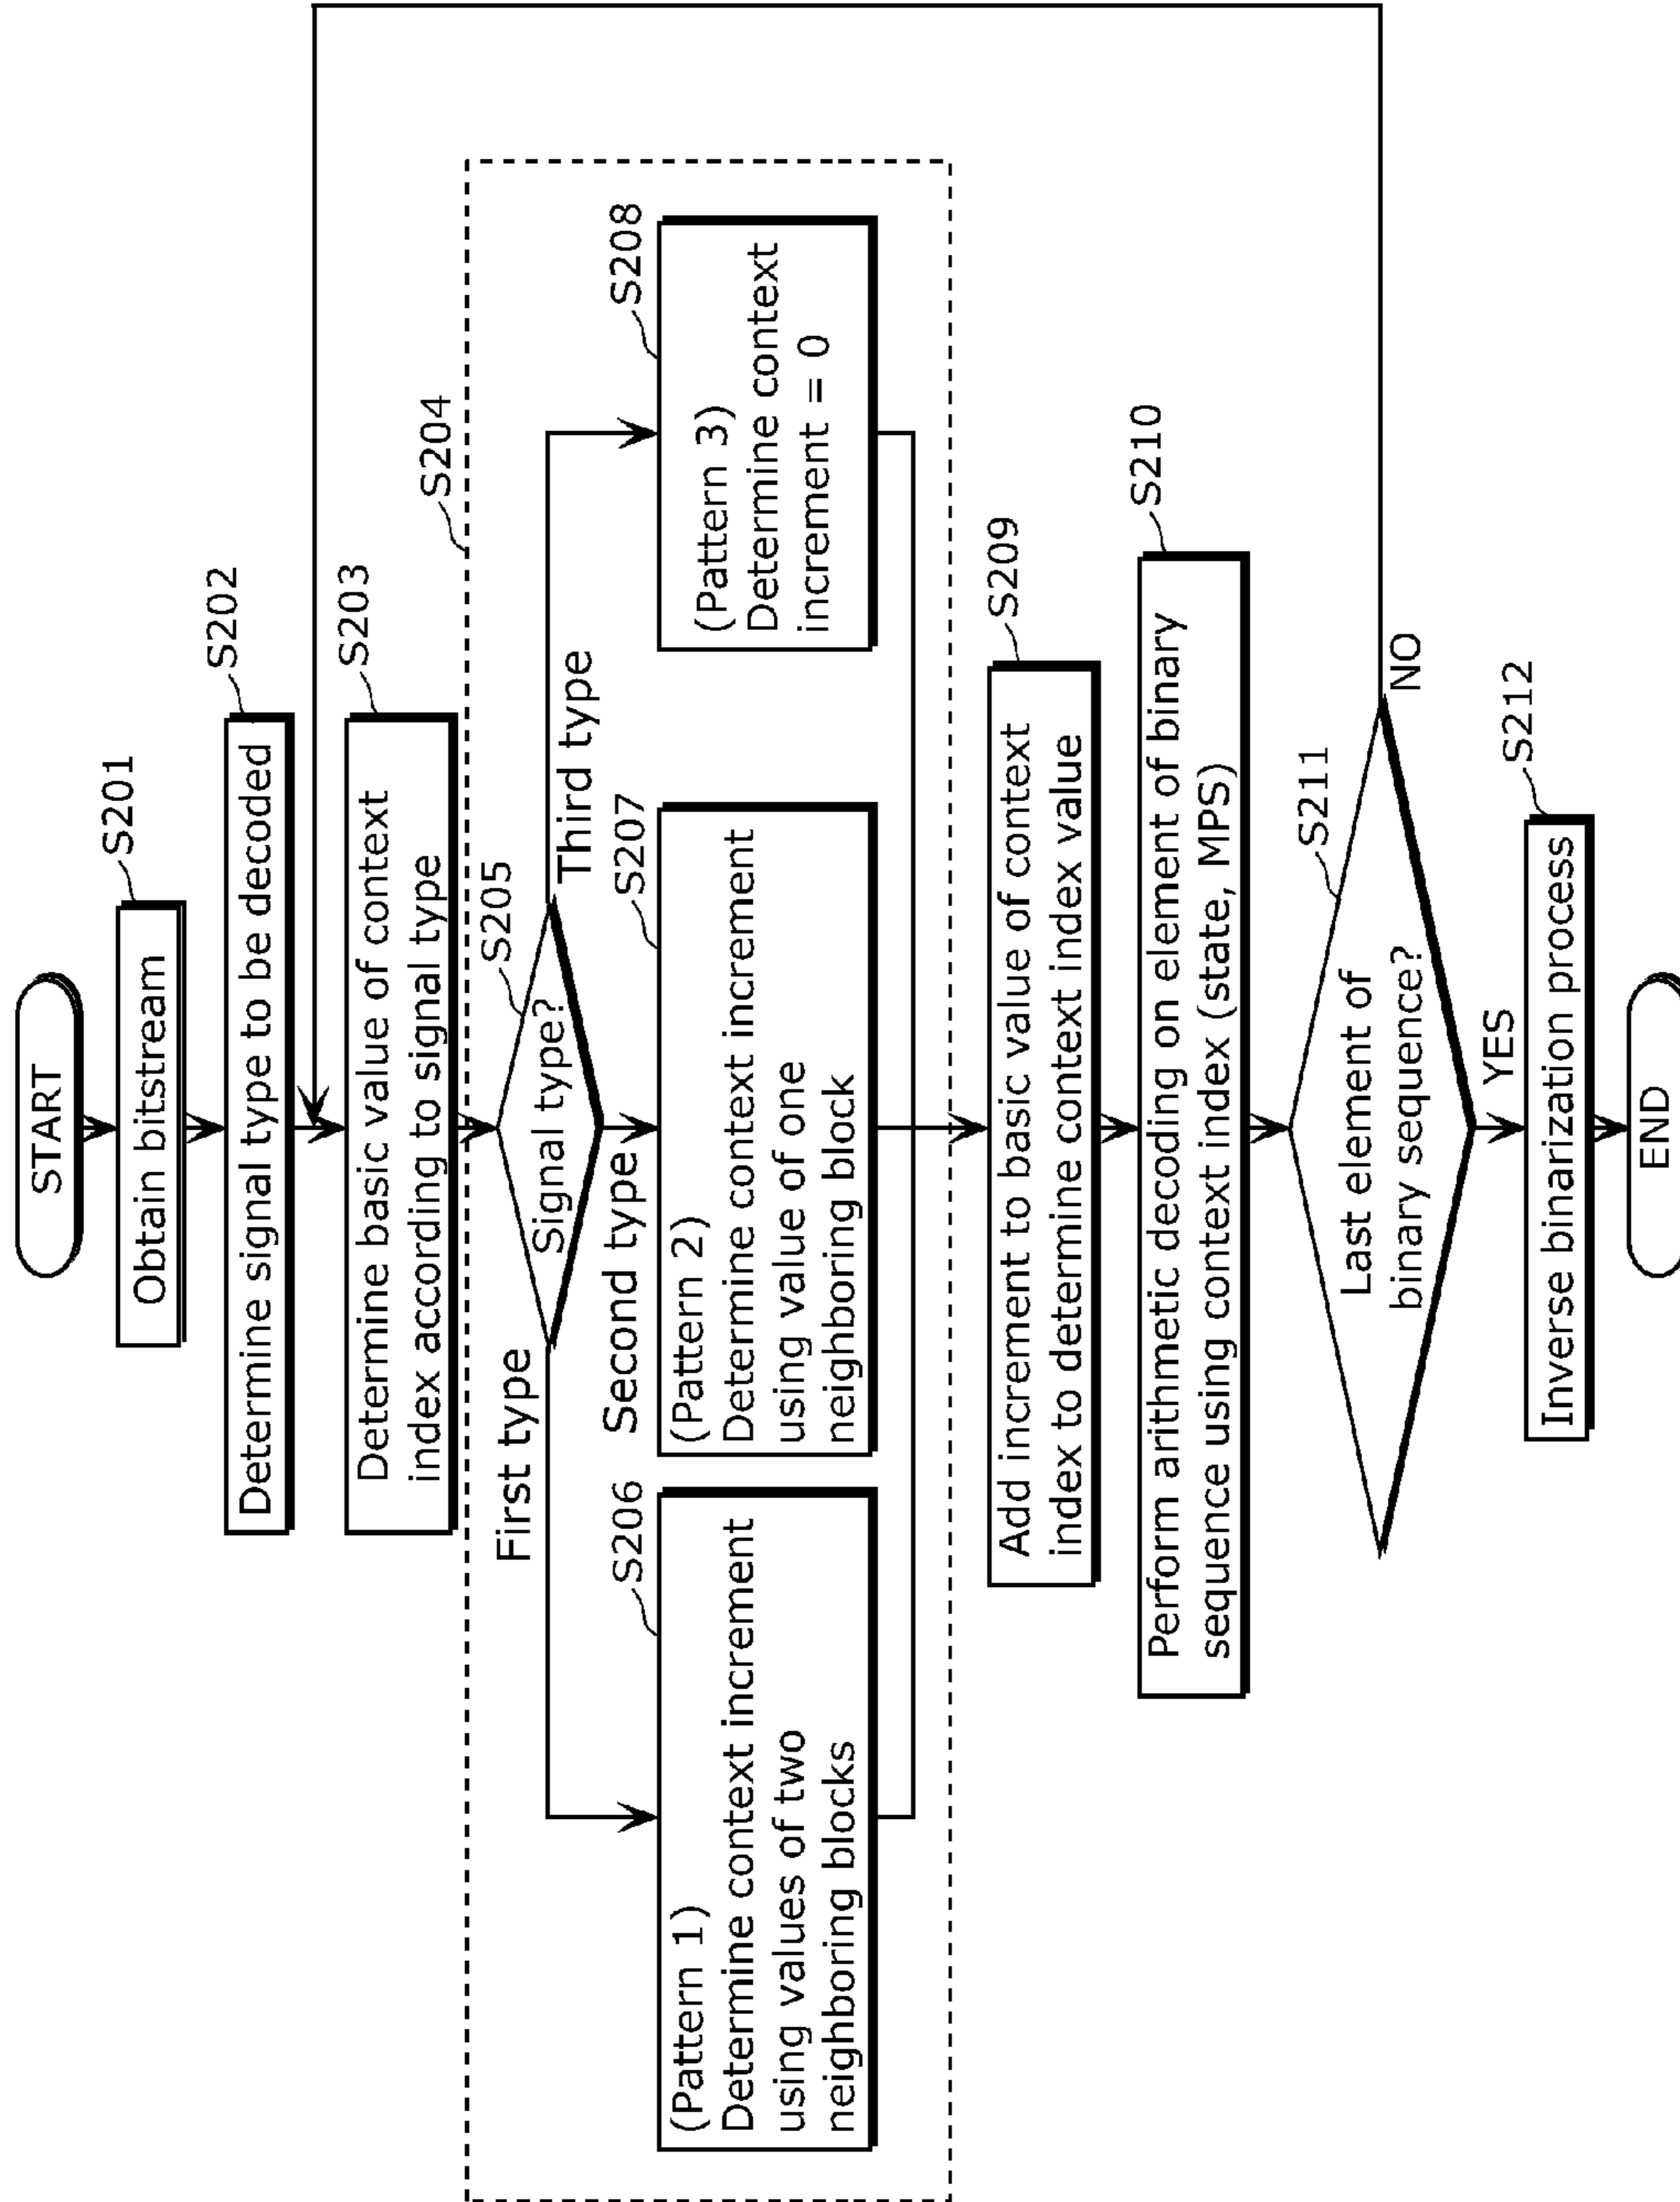 START
S201
Obtain bitstream
S202
Determine signal type to be decoded
S203
Determine basic value of context
index according to signal type
S204
S205
Signal type?
First type
Second type
Third type
S206
(Pattern 1)
Determine context increment
using values of two
neighboring blocks
S207
(Pattern 2)
Determine context increment
using value of one
neighboring block
S208
(Pattern 3)
Determine context
increment = 0
S209
Add increment to basic value of context
index to determine context index value
S210
Perform arithmetic decoding on element of binary
sequence using context index (state, MPS)
S211
Last element of
binary sequence?
NO
YES
S212
Inverse binarization process
END